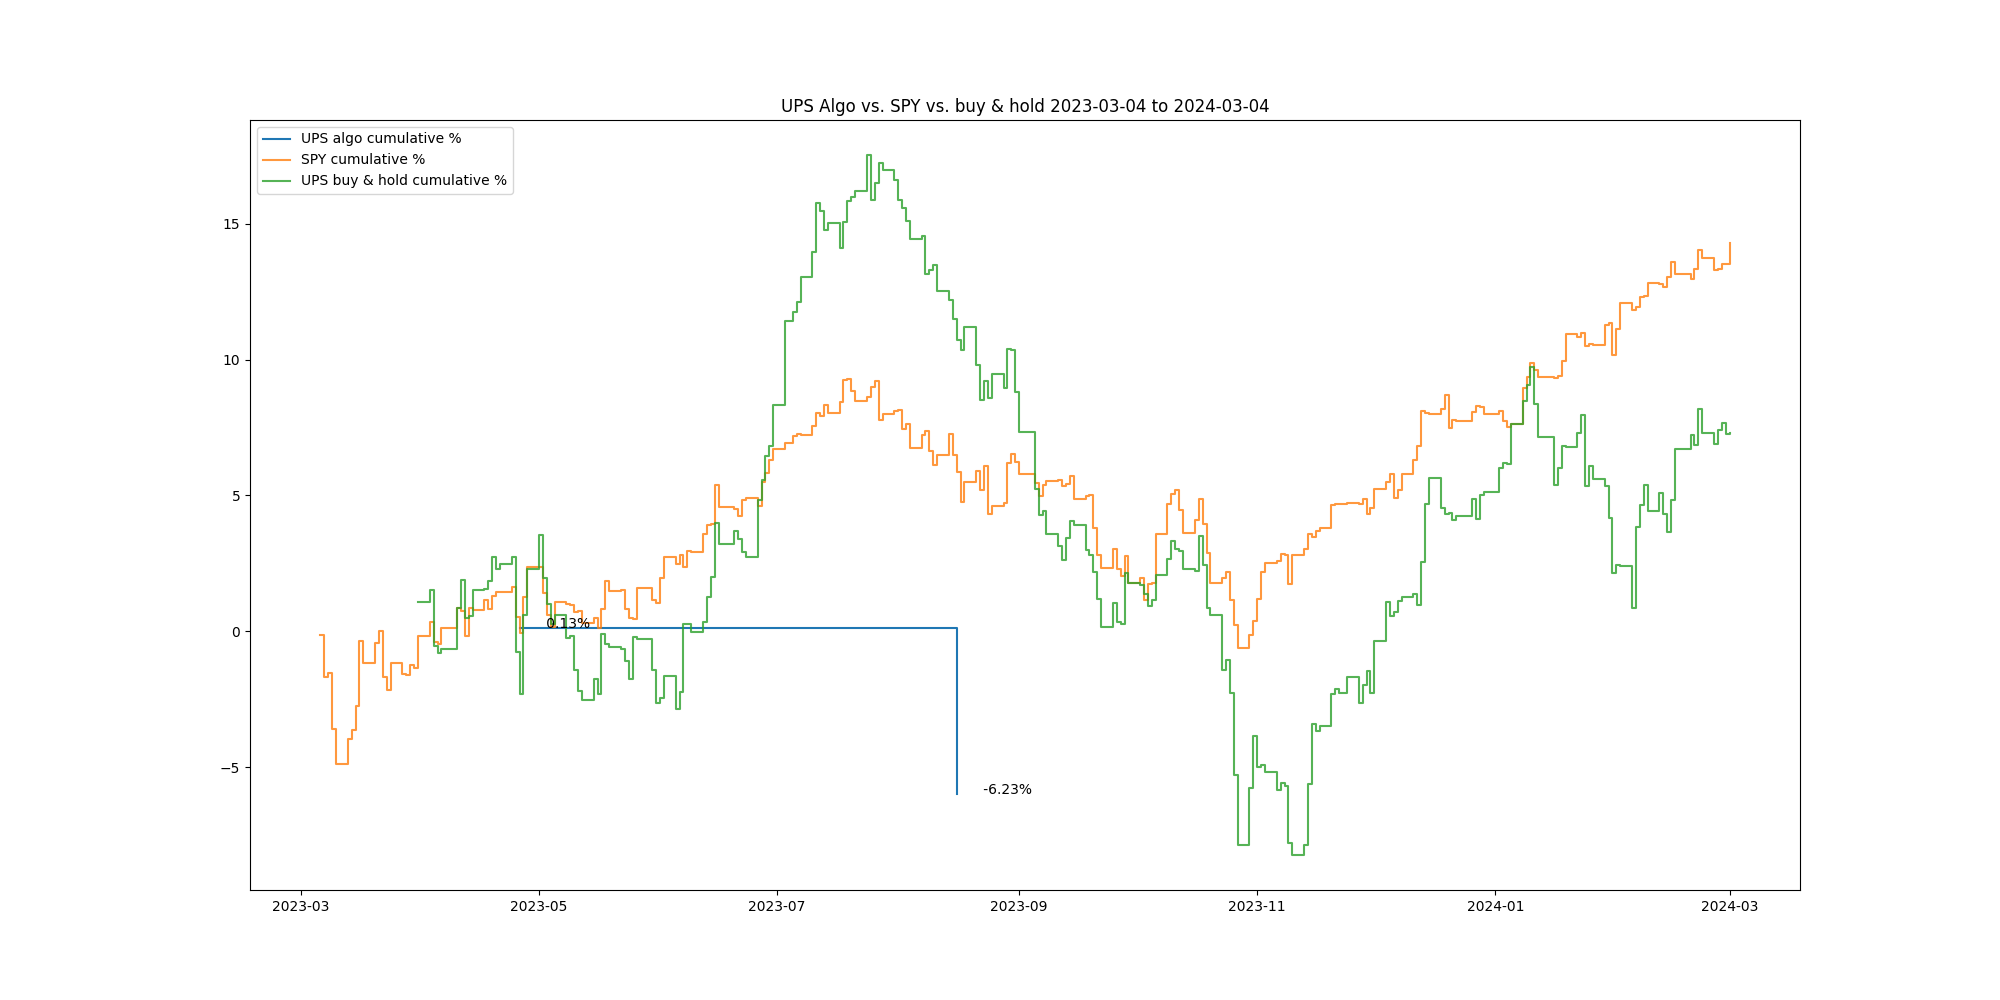 UPS Algo vs. SPY vs. buy & hold 2023-03-04 to 2024-03-04
UPS algo cumulative %
SPY cumulative %
UPS buy & hold cumulative %
15
10
5
0
−5
0.13%
-6.23%
2023-03 2023-05 2023-07 2023-09 2023-11 2024-01 2024-03